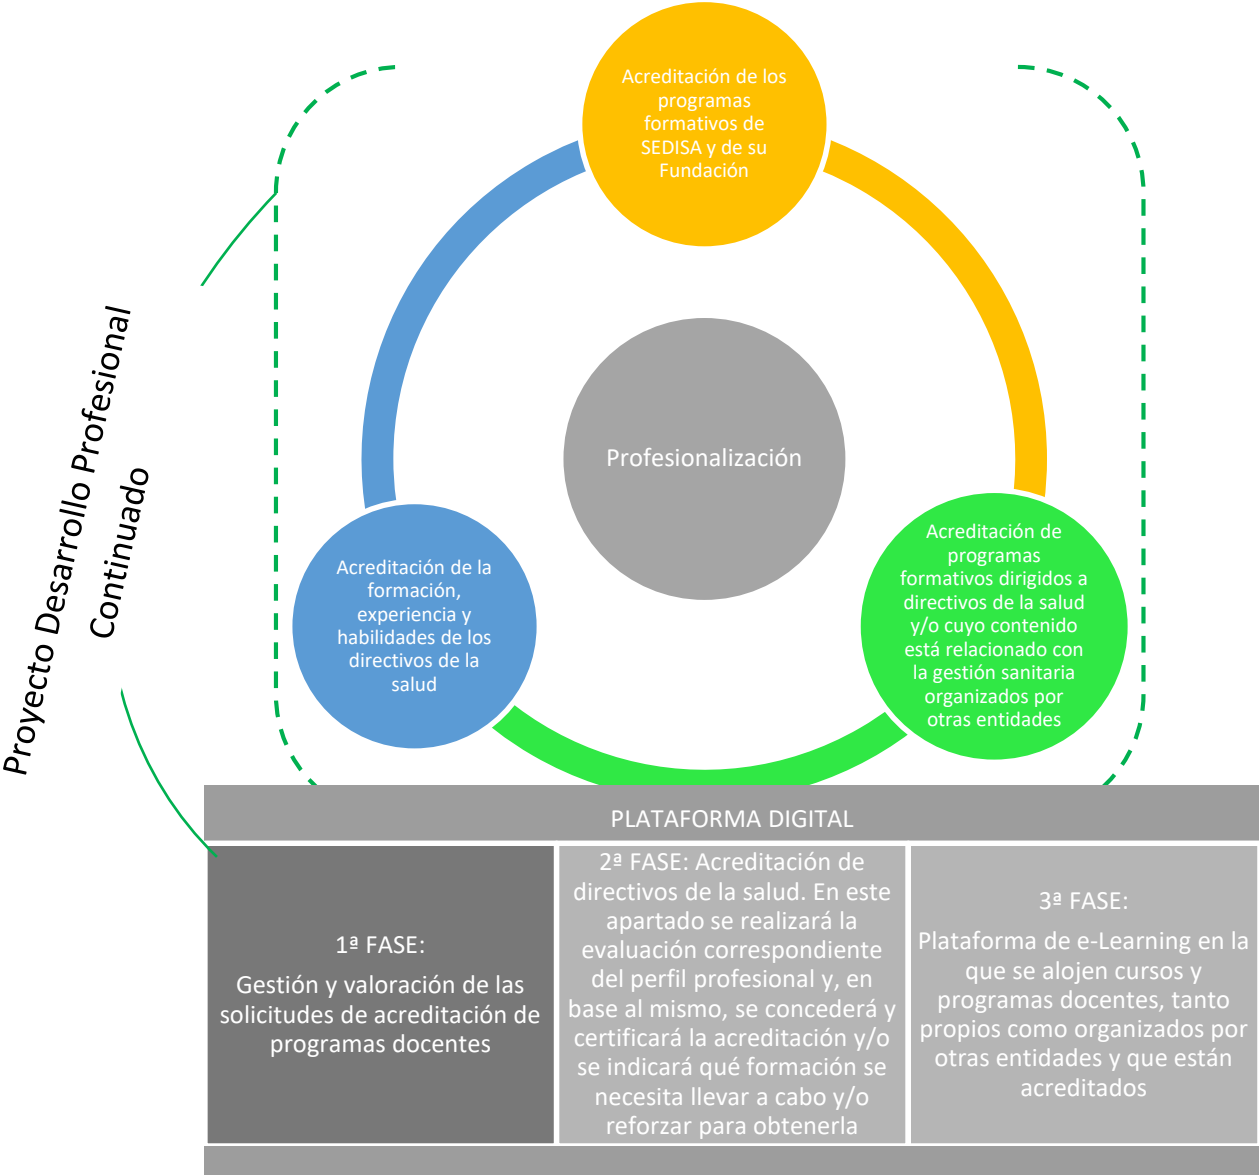 Acreditación de los
programas
formativos de
SEDISA y de su
Fundación
Profesionalización
Acreditación de
programas
formativos dirigidos a
directivos de la salud
y/o cuyo contenido
está relacionado con
la gestión sanitaria
organizados por
otras entidades
Acreditación de la
formación,
experiencia y
habilidades de los
directivos de la
salud
Proyecto Desarrollo Profesional
Continuado
PLATAFORMA DIGITAL
1ª FASE:
Gestión y valoración de las
solicitudes de acreditación de
programas docentes
2ª FASE: Acreditación de
directivos de la salud. En este
apartado se realizará la
evaluación correspondiente
del perfil profesional y, en
base al mismo, se concederá y
certificará la acreditación y/o
se indicará qué formación se
necesita llevar a cabo y/o
reforzar para obtenerla
3ª FASE:
Plataforma de e-Learning en la
que se alojen cursos y
programas docentes, tanto
propios como organizados por
otras entidades y que están
acreditados